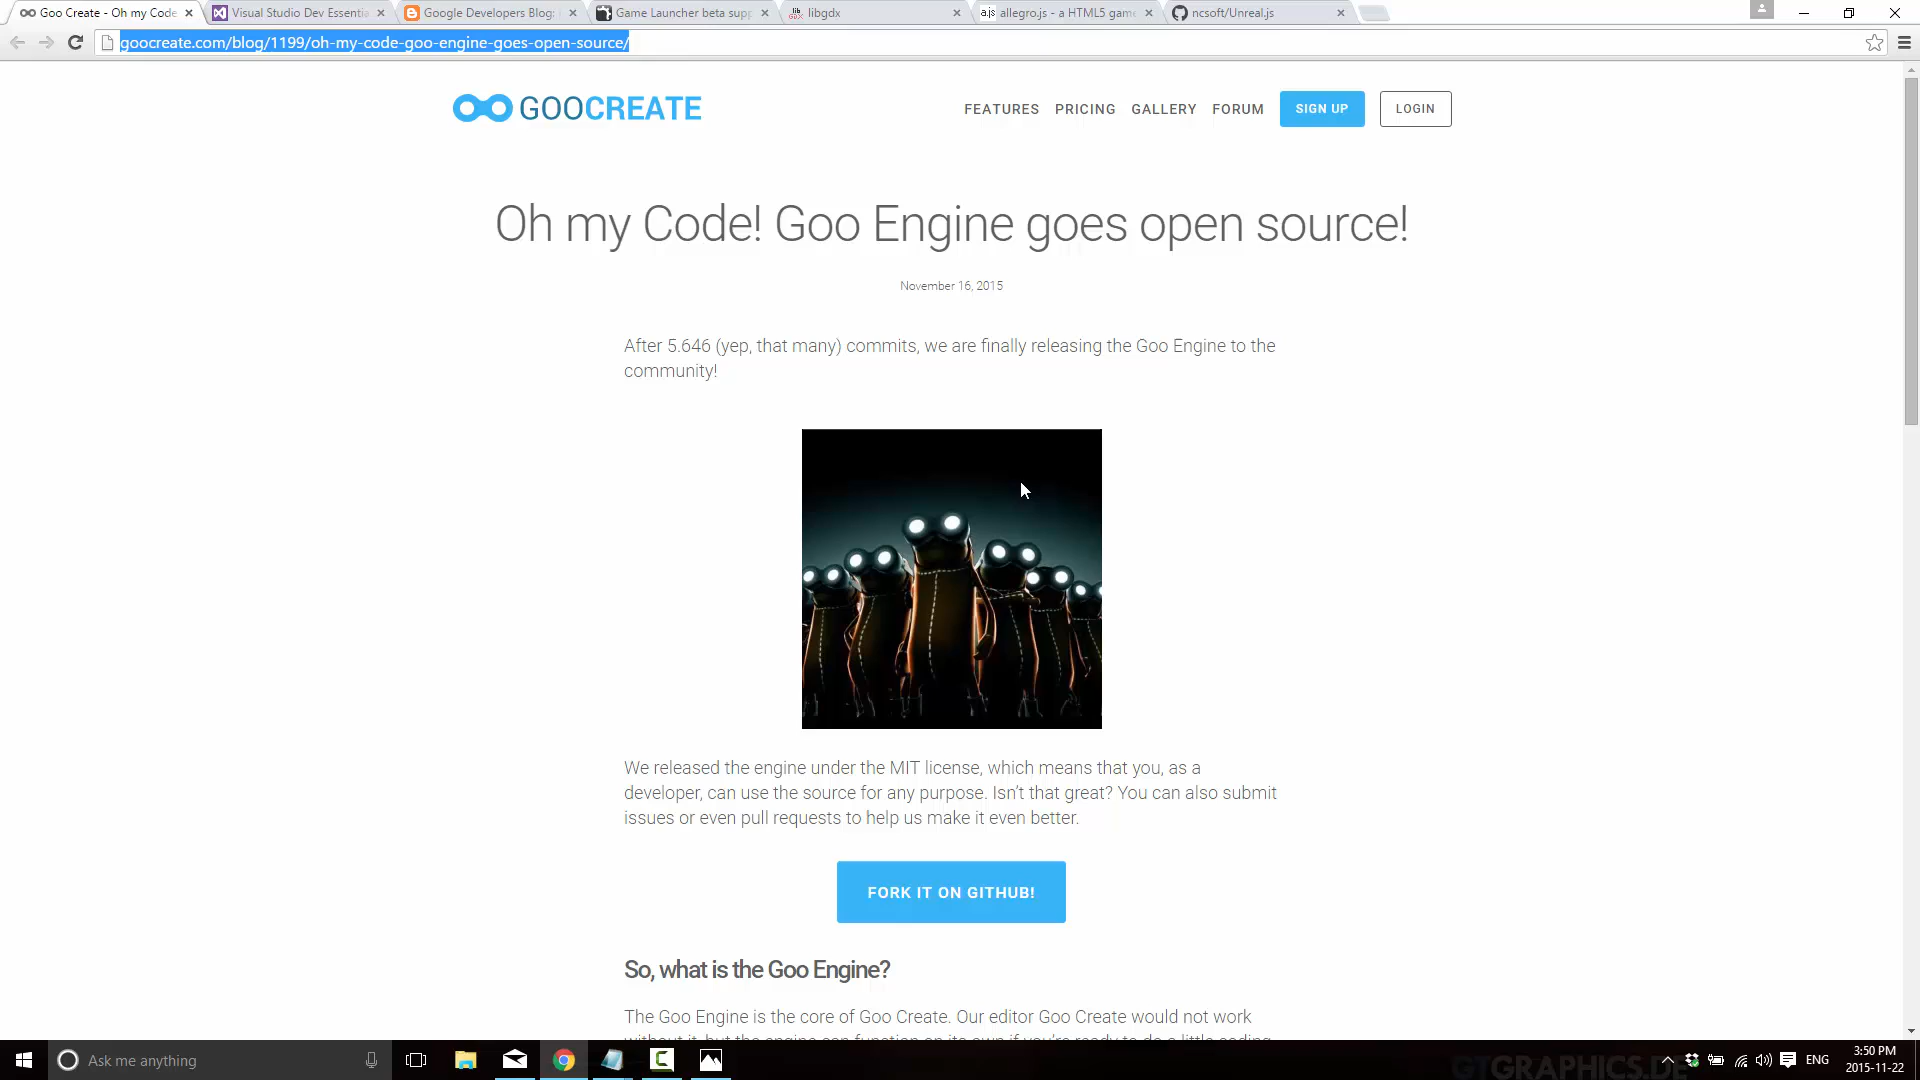 Goo Create - Oh my Code
Visual Studio Dev Essentia
Google Developers Blog:
Game Launcher beta supp
libgdx
allegro.js - a HTML5 game
ncsoft/Unreal.js
goocreate.com/blog/1199/oh-my-code-goo-engine-goes-open-source/
GOOCREATE
FEATURES PRICING GALLERY FORUM SIGN UP LOGIN
Oh my Code! Goo Engine goes open source!
November 16, 2015
After 5.646 (yep, that many) commits, we are finally releasing the Goo Engine to the
community!
We released the engine under the MIT license, which means that you, as a
developer, can use the source for any purpose. Isn't that great? You can also submit
issues or even pull requests to help us make it even better.
FORK IT ON GITHUB!
So, what is the Goo Engine?
The Goo Engine is the core of Goo Create. Our editor Goo Create would not work
without it, but the engine can function on its own if you're ready to do a little coding
Ask me anything
GTGRAPHICS.DE
ENG
3:50 PM
2015-11-22